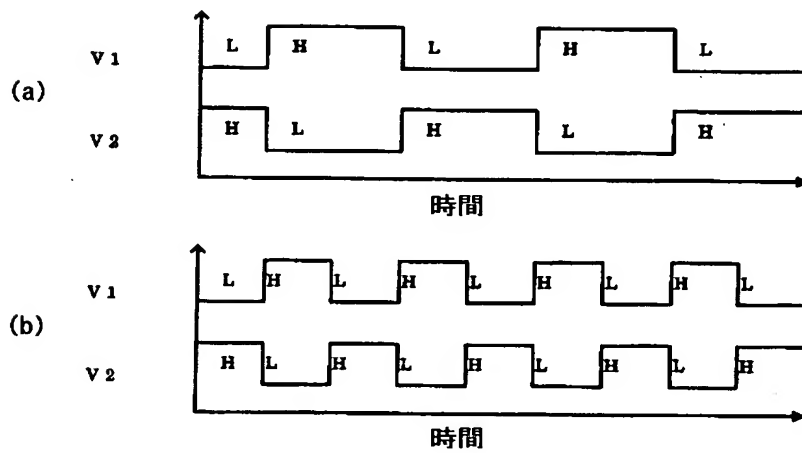 L H L H L
V1
(a)
H L H L H
V2
時間
L H L H L H L H L
V1
(b)
H L H L H L H L H
V2
時間